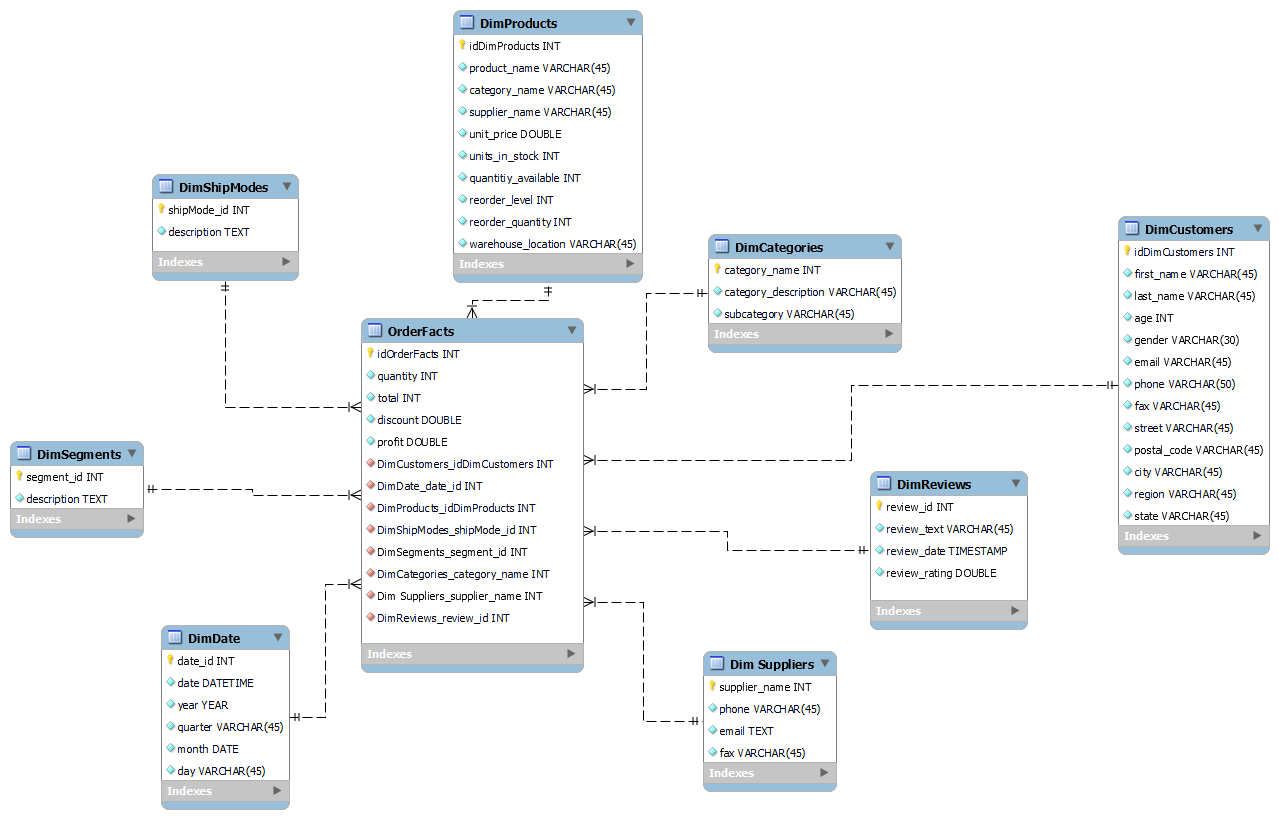 DimProducts
idDimProducts INT
product_name VARCHAR(45)
category_name VARCHAR(45)
supplier_name VARCHAR(45)
unit_price DOUBLE
units_in_stock INT
quantitiy_available INT
reorder_level INT
reorder_quantity INT
warehouse_location VARCHAR(45)
Indexes
DimShipModes
shipMode_id INT
description TEXT
Indexes
DimCategories
category_name INT
category_description VARCHAR(45)
subcategory VARCHAR(45)
Indexes
DimCustomers
idDimCustomers INT
first_name VARCHAR(45)
last_name VARCHAR(45)
age INT
gender VARCHAR(30)
email VARCHAR(45)
phone VARCHAR(50)
fax VARCHAR(45)
street VARCHAR(45)
postal_code VARCHAR(45)
city VARCHAR(45)
region VARCHAR(45)
state VARCHAR(45)
Indexes
OrderFacts
idOrderFacts INT
quantity INT
total INT
discount DOUBLE
profit DOUBLE
DimCustomers_idDimCustomers INT
DimDate_date_id INT
DimProducts_idDimProducts INT
DimShipModes_shipMode_id INT
DimSegments_segment_id INT
DimCategories_category_name INT
Dim Suppliers_supplier_name INT
DimReviews_review_id INT
Indexes
DimSegments
segment_id INT
description TEXT
Indexes
DimReviews
review_id INT
review_text VARCHAR(45)
review_date TIMESTAMP
review_rating DOUBLE
Indexes
DimDate
date_id INT
date DATETIME
year YEAR
quarter VARCHAR(45)
month DATE
day VARCHAR(45)
Indexes
Dim Suppliers
supplier_name INT
phone VARCHAR(45)
email TEXT
fax VARCHAR(45)
Indexes